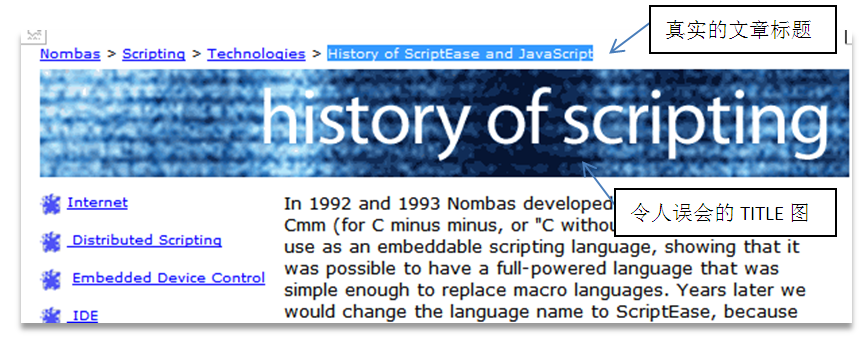 真实的文章标题
Nombas > Scripting > Technologies > History of ScriptEase and JavaScript
history of scripting
Internet
Distributed Scripting
Embedded Device Control
IDE
In 1992 and 1993 Nombas developed
Cmm (for C minus minus, or "C withou
use as an embeddable scripting language, showing that it
was possible to have a full-powered language that was
simple enough to replace macro languages. Years later we
would change the language name to ScriptEase, because
令人误会的 TITLE 图